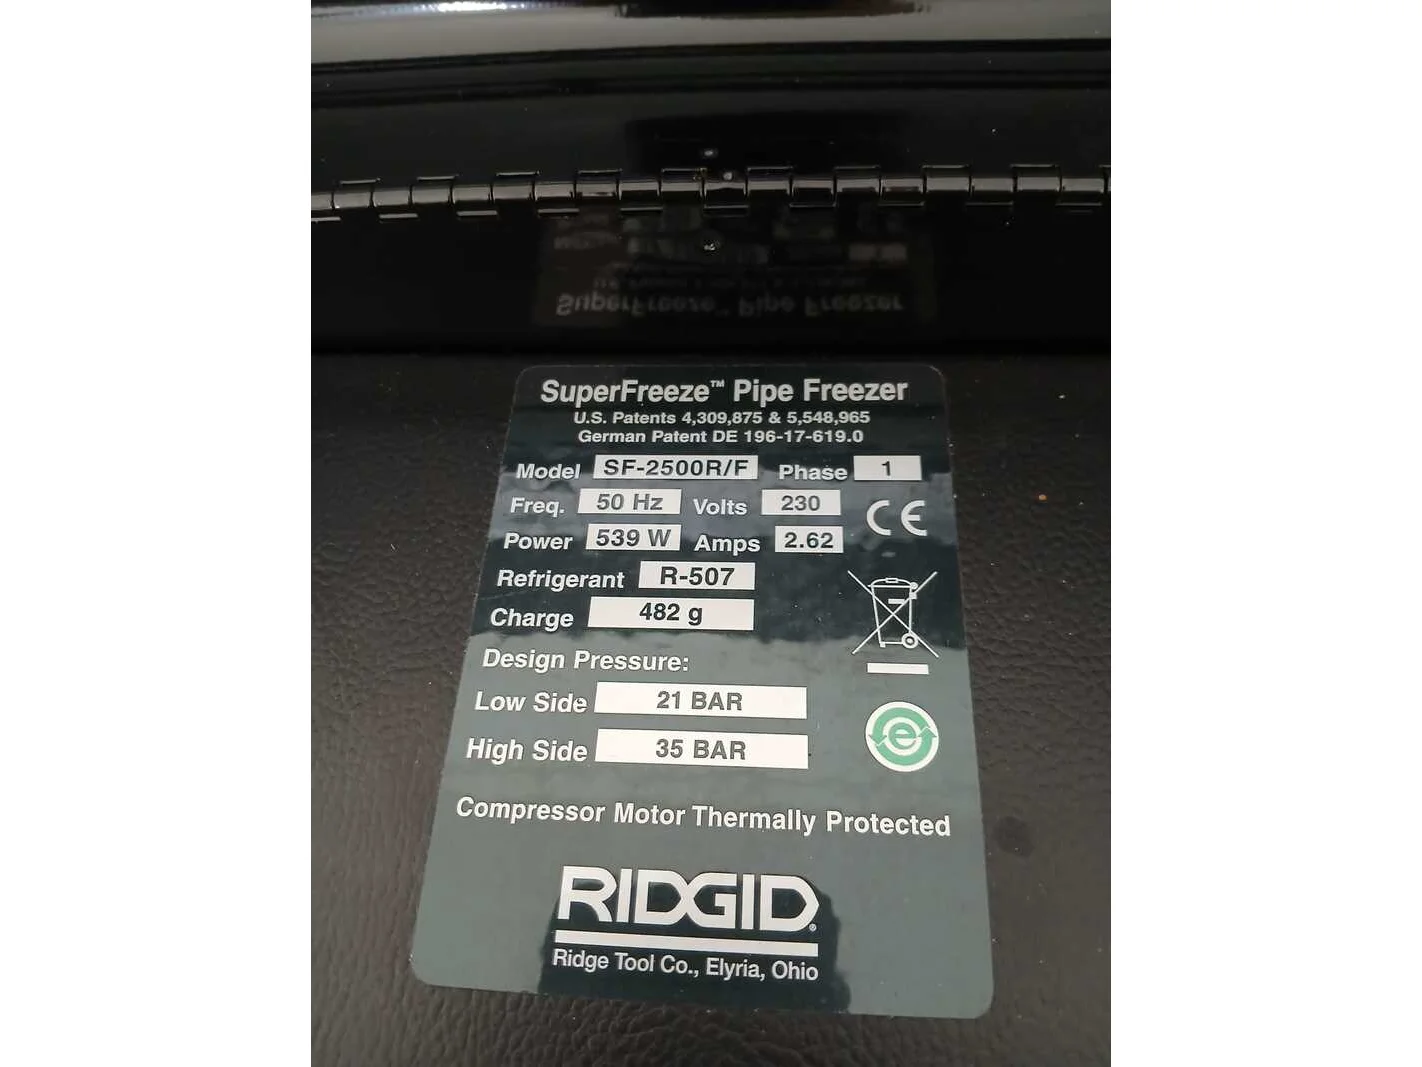 SuperFreeze™ Pipe Freezer
U.S. Patents 4,309,875 & 5,548,965
German Patent DE 196-17-619.0
Model SF-2500R/F Phase 1
Freq. 50 Hz Volts 230
Power 539 W Amps 2.62
CE
Refrigerant R-507
Charge 482 g
Design Pressure:
Low Side 21 BAR
High Side 35 BAR
e
Compressor Motor Thermally Protected
RIDGID®
Ridge Tool Co., Elyria, Ohio